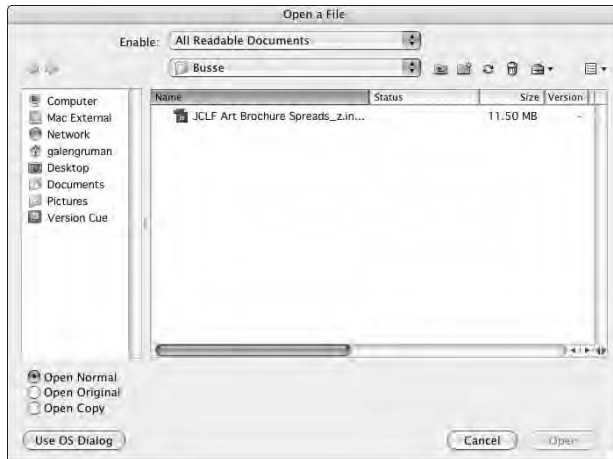 Open a File
Enable: All Readable Documents
Busse
Name Status Size Version
JCLF Art Brochure Spreads_z.in... 11.50 MB -
Computer
Mac External
Network
galengruman
Desktop
Documents
Pictures
Version Cue
Open Normal
Open Original
Open Copy
Use OS Dialog Cancel Open